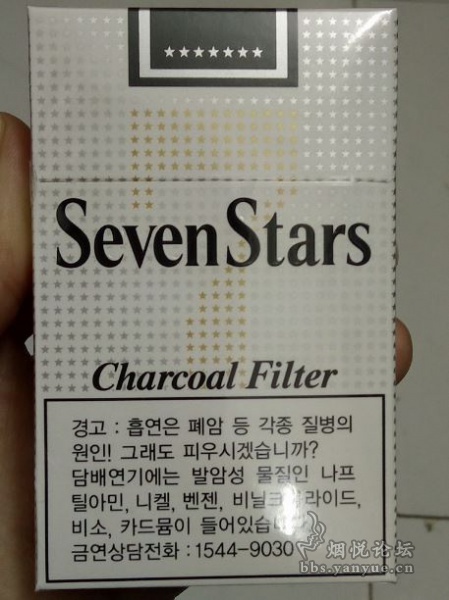 Seven Stars
Charcoal Filter
경고 : 흡연은 폐암 등 각종 질병의
원인!! 그래도 피우시겠습니까?
담배연기에는 발암성 물질인 나프
틸아민, 니켈, 벤젠, 비닐크롤라이드,
비소, 카드뮴이 들어있습니다.
금연상담전화 : 1544-9030
烟悦论坛
bbs.yanyue.cn